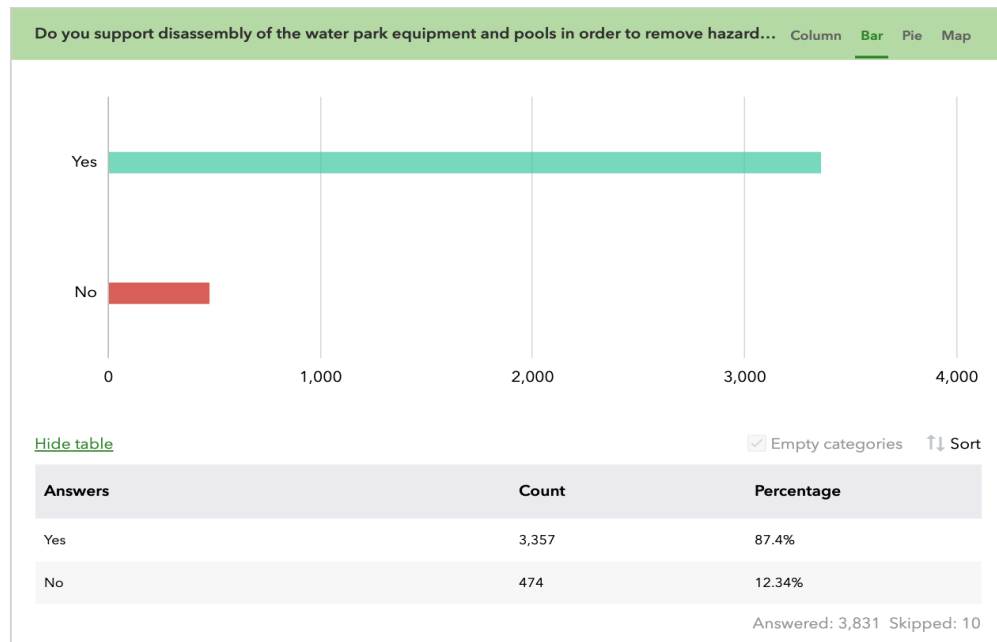 Do you support disassembly of the water park equipment and pools in order to remove hazard... Column Bar Pie Map
Yes
No
0 1,000 2,000 3,000 4,000
Hide table Empty categories Sort
Answers Count Percentage
Yes 3,357 87.4%
No 474 12.34%
Answered: 3,831 Skipped: 10